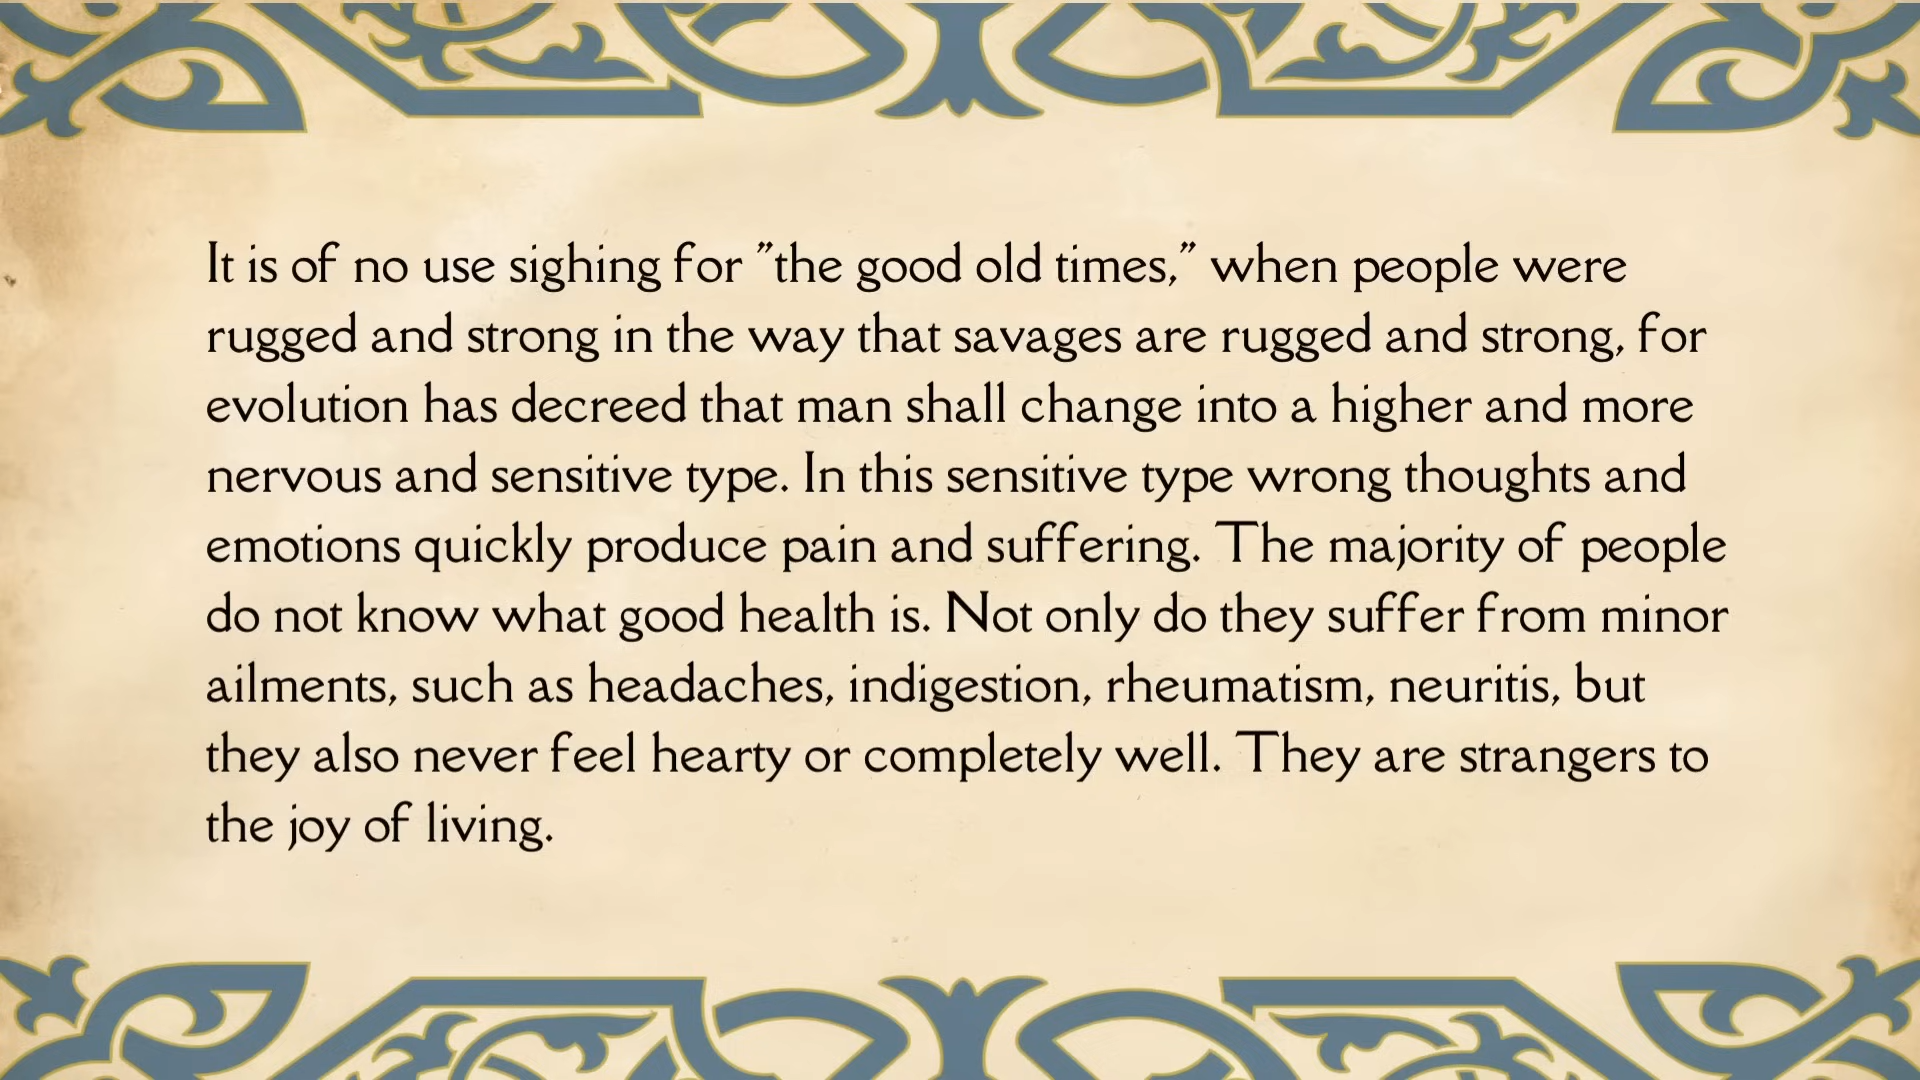 It is of no use sighing for "the good old times," when people were
rugged and strong in the way that savages are rugged and strong, for
evolution has decreed that man shall change into a higher and more
nervous and sensitive type. In this sensitive type wrong thoughts and
emotions quickly produce pain and suffering. The majority of people
do not know what good health is. Not only do they suffer from minor
ailments, such as headaches, indigestion, rheumatism, neuritis, but
they also never feel hearty or completely well. They are strangers to
the joy of living.